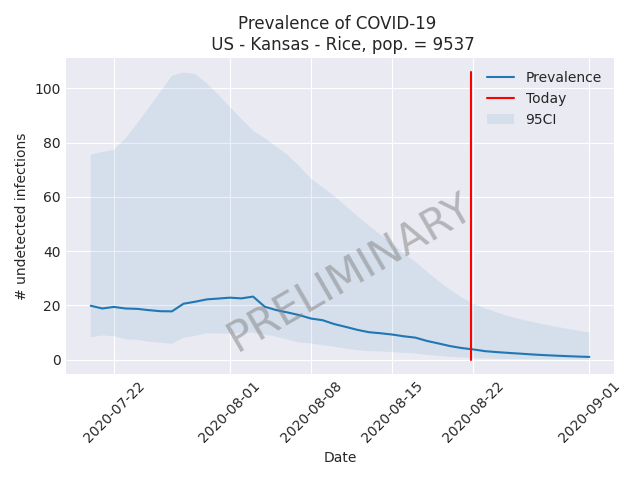 Prevalence of COVID-19
US - Kansas - Rice, pop. = 9537
Prevalence
Today
95CI
PRELIMINARY
# undetected infections
100
80
60
40
20
0
2020-07-22
2020-08-01
2020-08-08
2020-08-15
2020-08-22
2020-09-01
Date